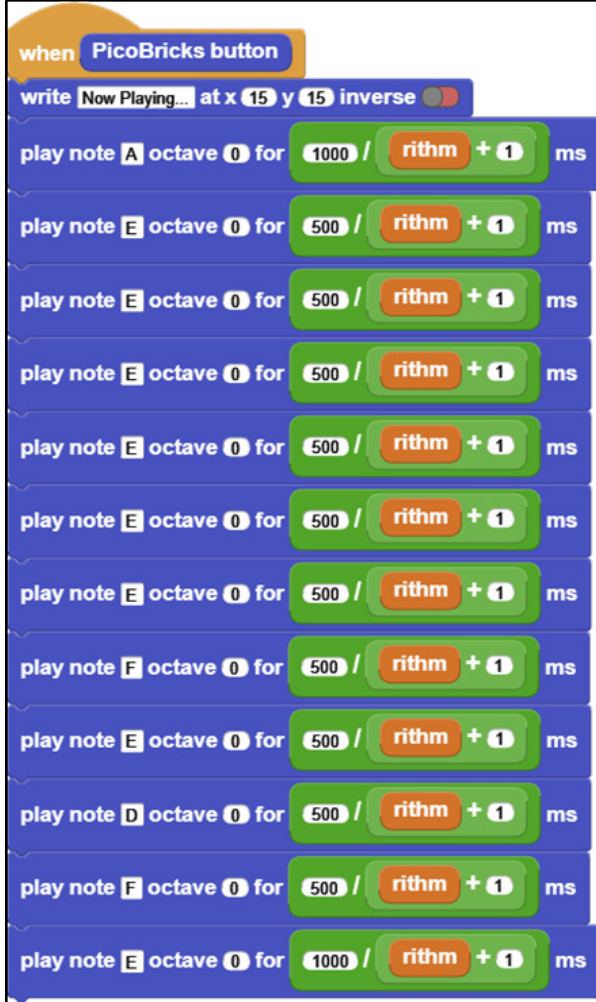 when PicoBricks button
write Now Playing... at x 15 y 15 inverse
play note A octave 0 for 1000 / rithm + 1 ms
play note E octave 0 for 500 / rithm + 1 ms
play note E octave 0 for 500 / rithm + 1 ms
play note E octave 0 for 500 / rithm + 1 ms
play note E octave 0 for 500 / rithm + 1 ms
play note E octave 0 for 500 / rithm + 1 ms
play note E octave 0 for 500 / rithm + 1 ms
play note F octave 0 for 500 / rithm + 1 ms
play note E octave 0 for 500 / rithm + 1 ms
play note D octave 0 for 500 / rithm + 1 ms
play note F octave 0 for 500 / rithm + 1 ms
play note E octave 0 for 1000 / rithm + 1 ms